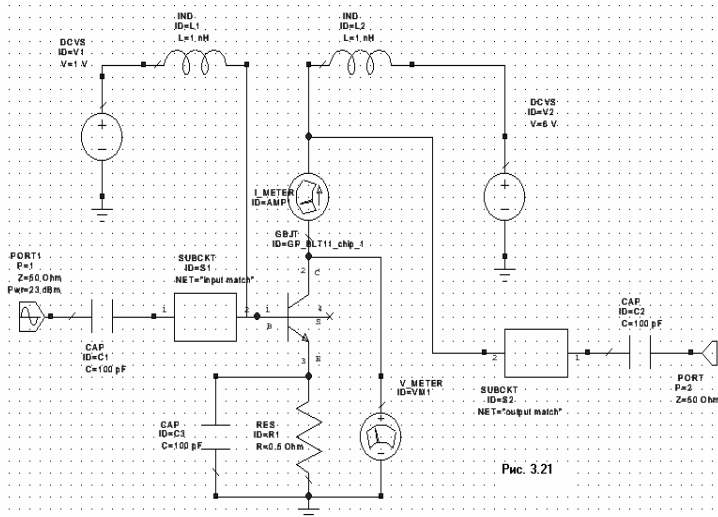 IND
ID=L1
L=1 nH
IND
ID=L2
L=1 nH
DCVS
ID=V1
V=1 V
DCVS
ID=V2
V=6 V
I_METER
ID=AMP1
GBJT
ID=GP_BLT11_chip_1
PORT1
P=1
Z=50 Ohm
Pwr=23 dBm
SUBCKT
ID=S1
NET="input match"
1
2
1
B
2
C
4
S
3
E
CAP
ID=C1
C=100 pF
CAP
ID=C2
C=100 pF
2
1
PORT
P=2
Z=50 Ohm
SUBCKT
ID=S2
NET="output match"
V_METER
ID=VM1
CAP
ID=C3
C=100 pF
RES
ID=R1
R=0.5 Ohm
Рис. 3.21